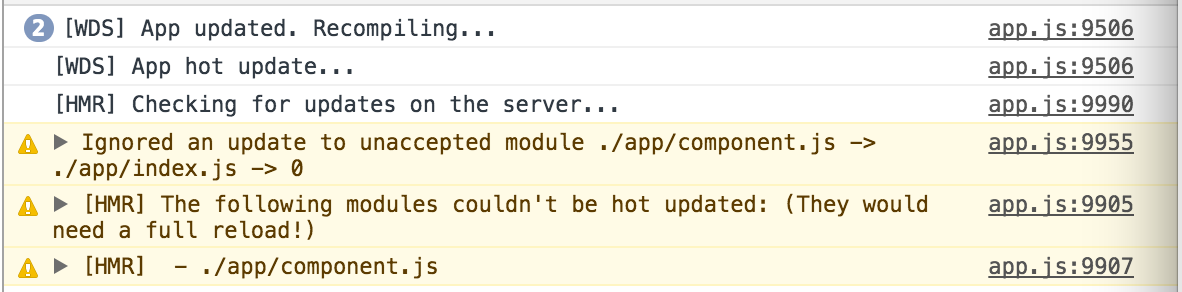 2 [WDS] App updated. Recompiling... app.js:9506
[WDS] App hot update... app.js:9506
[HMR] Checking for updates on the server... app.js:9990
Ignored an update to unaccepted module ./app/component.js -> app.js:9955
./app/index.js -> 0
[HMR] The following modules couldn't be hot updated: (They would app.js:9905
need a full reload!)
[HMR]  - ./app/component.js app.js:9907